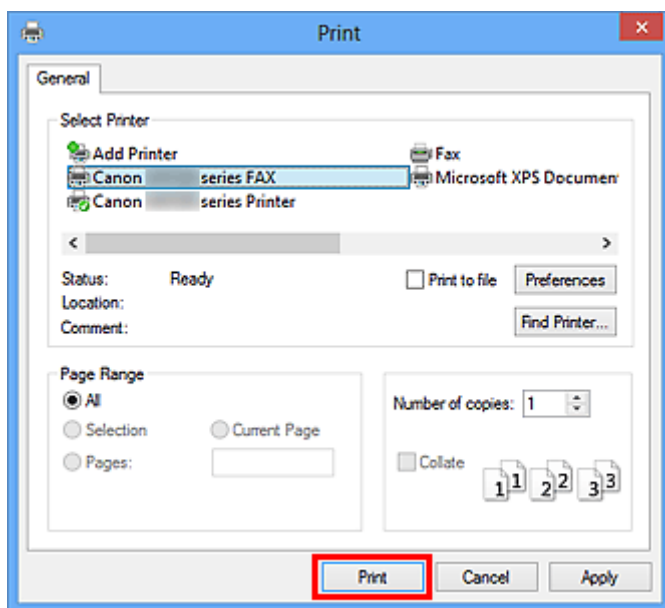 Print
General
Select Printer
Add Printer
Fax
Canon series FAX
Microsoft XPS Documen
Canon series Printer
Status: Ready
Print to file
Preferences
Location:
Comment:
Find Printer...
Page Range
All
Number of copies: 1
Selection
Current Page
Pages:
Collate
1 1 2 2 3 3
Print
Cancel
Apply